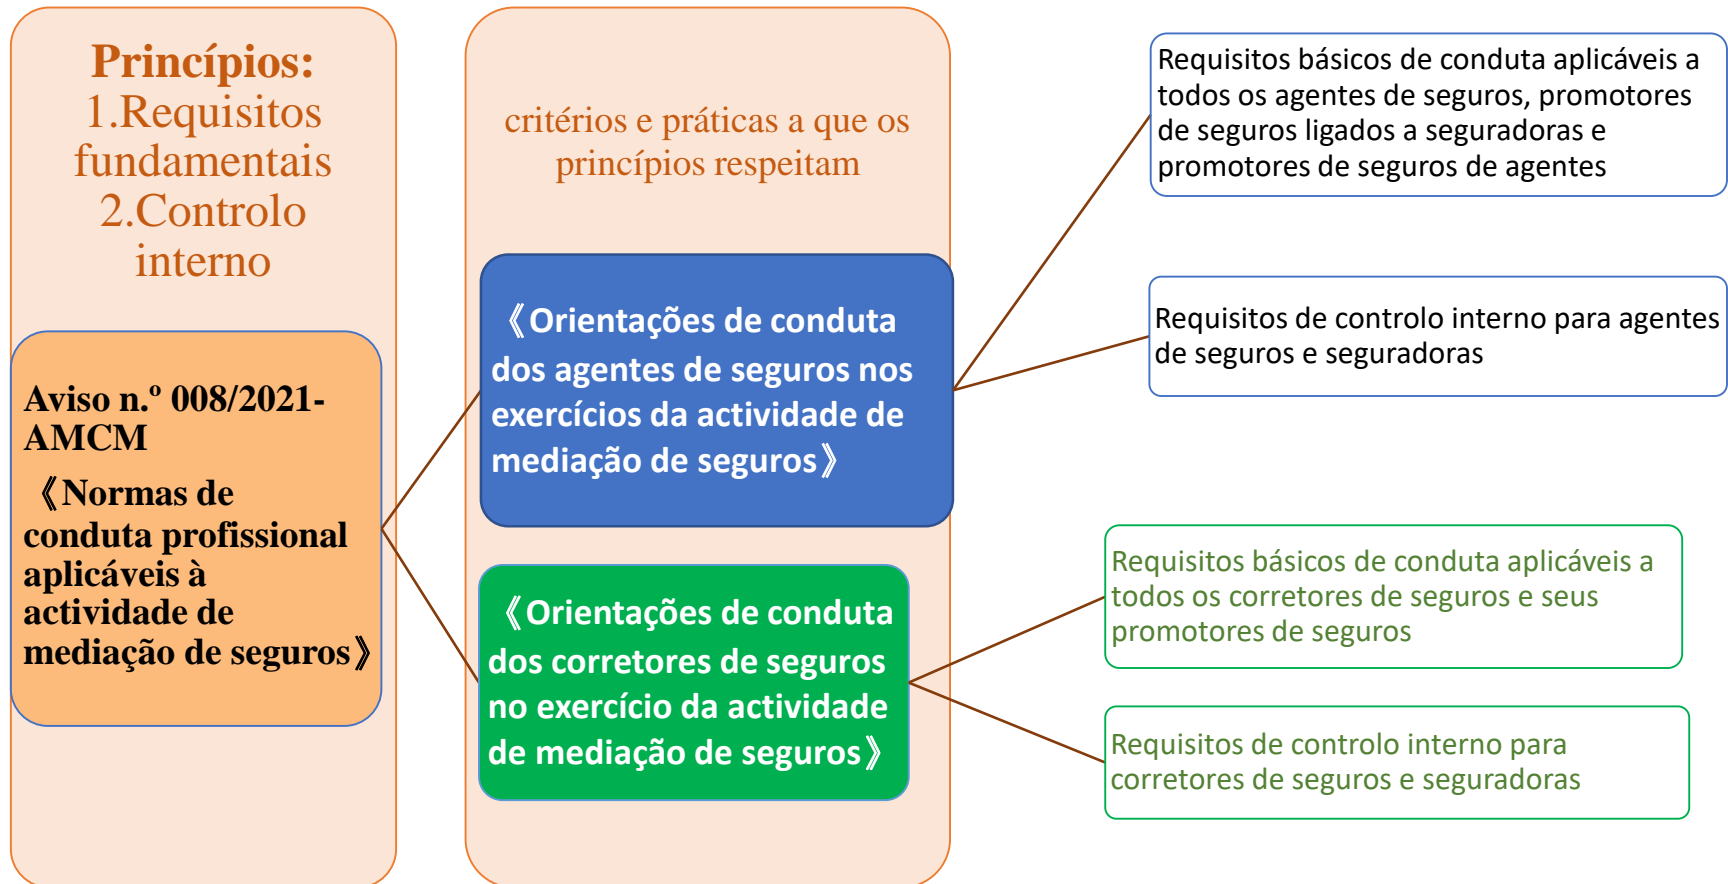 Princípios:
1.Requisitos
fundamentais
2.Controlo
interno
Aviso n.º 008/2021-
AMCM
《Normas de
conduta profissional
aplicáveis à
actividade de
mediação de seguros》
critérios e práticas a que os
princípios respeitam
《Orientações de conduta
dos agentes de seguros nos
exercícios da actividade de
mediação de seguros》
《Orientações de conduta
dos corretores de seguros
no exercício da actividade
de mediação de seguros》
Requisitos básicos de conduta aplicáveis a
todos os agentes de seguros, promotores
de seguros ligados a seguradoras e
promotores de seguros de agentes
Requisitos de controlo interno para agentes
de seguros e seguradoras
Requisitos básicos de conduta aplicáveis a
todos os corretores de seguros e seus
promotores de seguros
Requisitos de controlo interno para
corretores de seguros e seguradoras